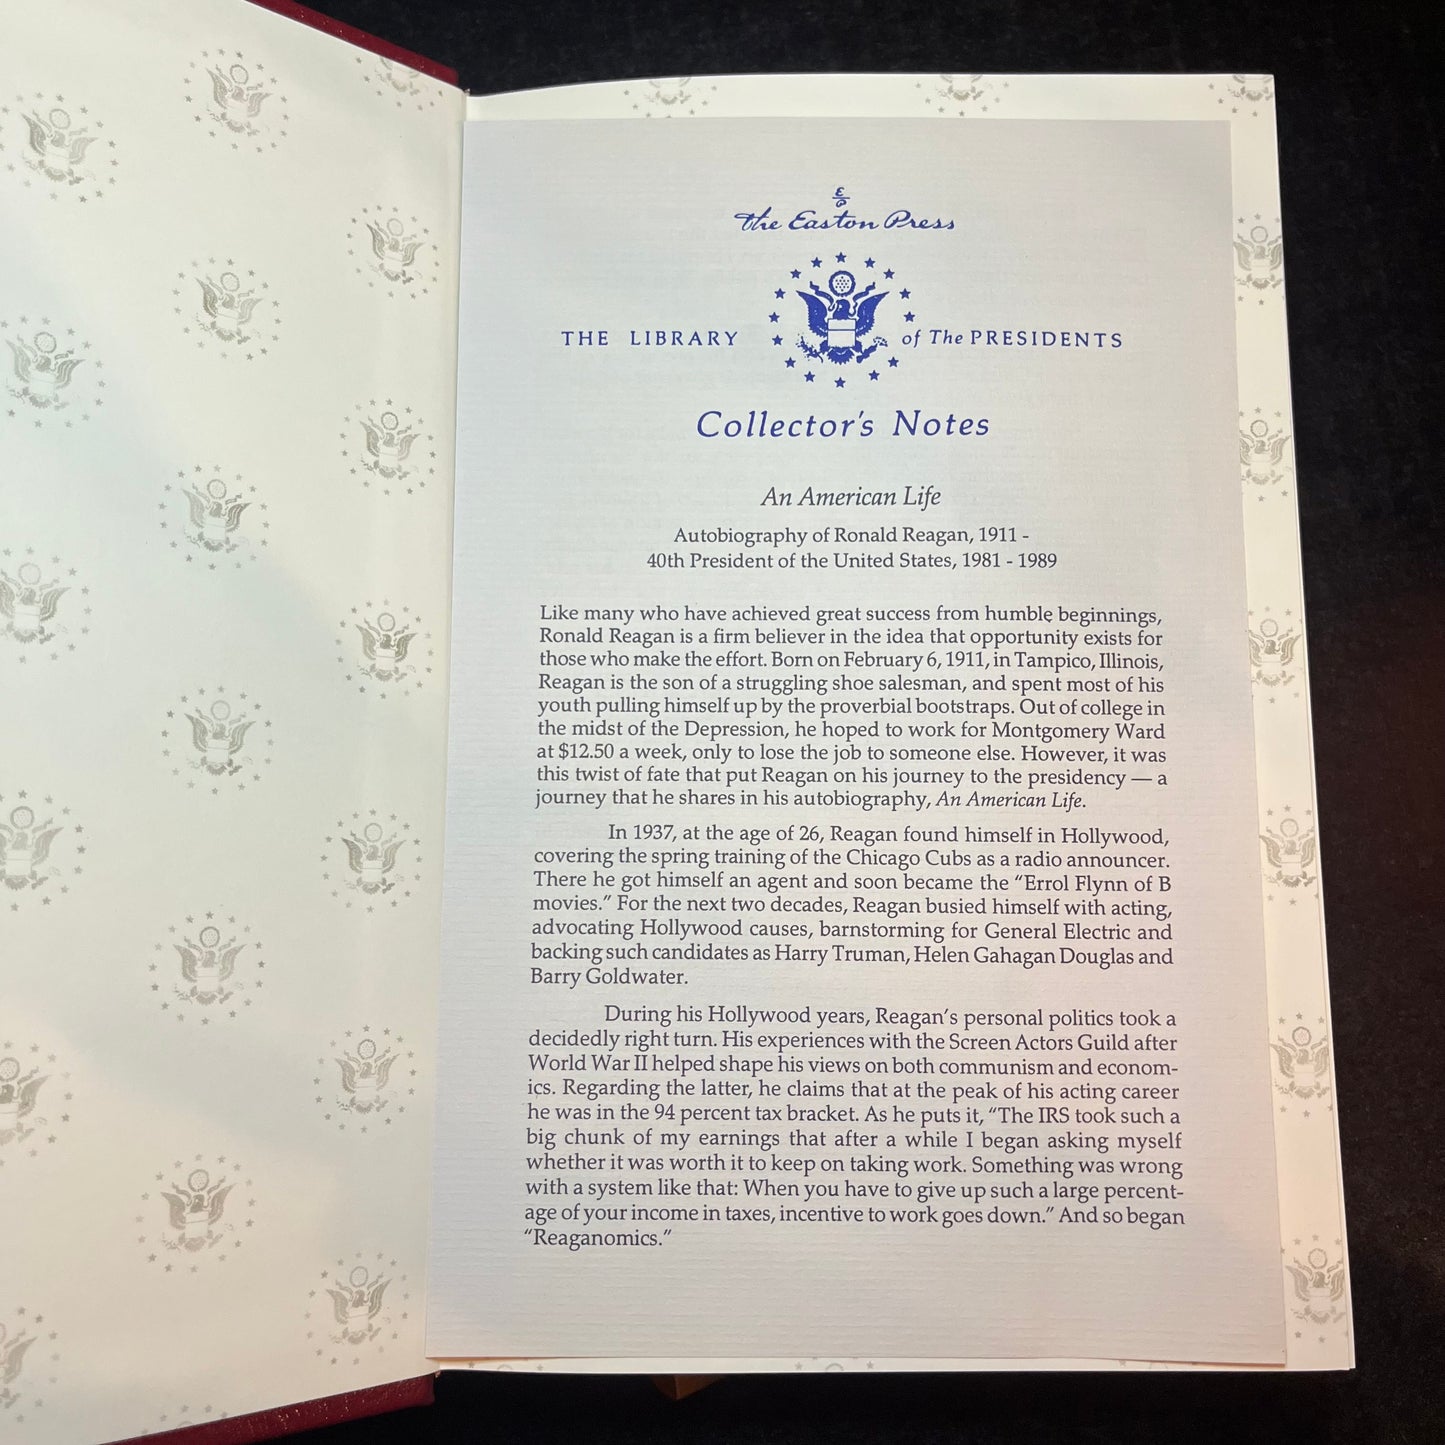 E
P
the Easton Press
THE LIBRARY of The PRESIDENTS
Collector's Notes
An American Life
Autobiography of Ronald Reagan, 1911 -
40th President of the United States, 1981 - 1989
Like many who have achieved great success from humble beginnings,
Ronald Reagan is a firm believer in the idea that opportunity exists for
those who make the effort. Born on February 6, 1911, in Tampico, Illinois,
Reagan is the son of a struggling shoe salesman, and spent most of his
youth pulling himself up by the proverbial bootstraps. Out of college in
the midst of the Depression, he hoped to work for Montgomery Ward
at $12.50 a week, only to lose the job to someone else. However, it was
this twist of fate that put Reagan on his journey to the presidency — a
journey that he shares in his autobiography, An American Life.
In 1937, at the age of 26, Reagan found himself in Hollywood,
covering the spring training of the Chicago Cubs as a radio announcer.
There he got himself an agent and soon became the "Errol Flynn of B
movies." For the next two decades, Reagan busied himself with acting,
advocating Hollywood causes, barnstorming for General Electric and
backing such candidates as Harry Truman, Helen Gahagan Douglas and
Barry Goldwater.
During his Hollywood years, Reagan's personal politics took a
decidedly right turn. His experiences with the Screen Actors Guild after
World War II helped shape his views on both communism and econom-
ics. Regarding the latter, he claims that at the peak of his acting career
he was in the 94 percent tax bracket. As he puts it, "The IRS took such a
big chunk of my earnings that after a while I began asking myself
whether it was worth it to keep on taking work. Something was wrong
with a system like that: When you have to give up such a large percent-
age of your income in taxes, incentive to work goes down." And so began
"Reaganomics."